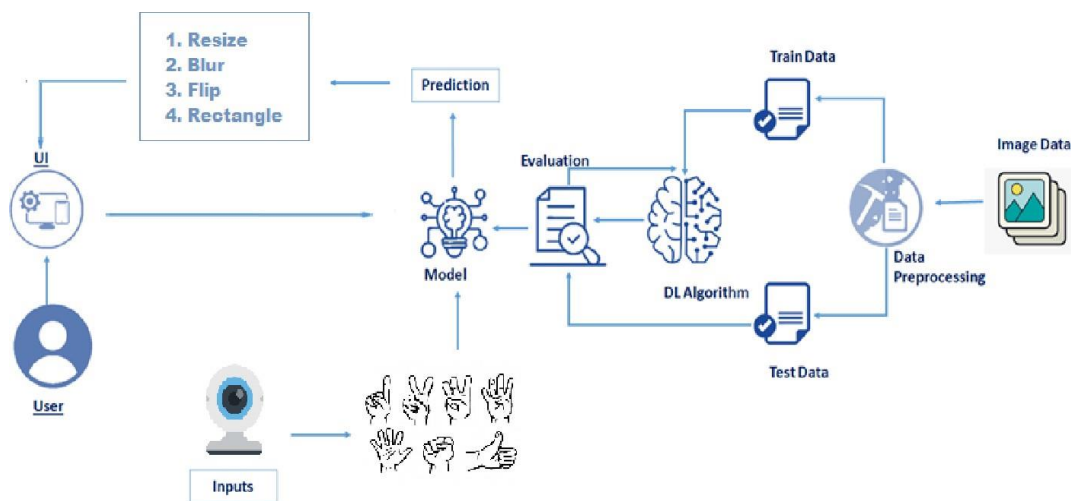 1. Resize
2. Blur
3. Flip
4. Rectangle
Prediction
Train Data
UI
Evaluation
Image Data
Model
DL Algorithm
Data
Preprocessing
User
Test Data
Inputs